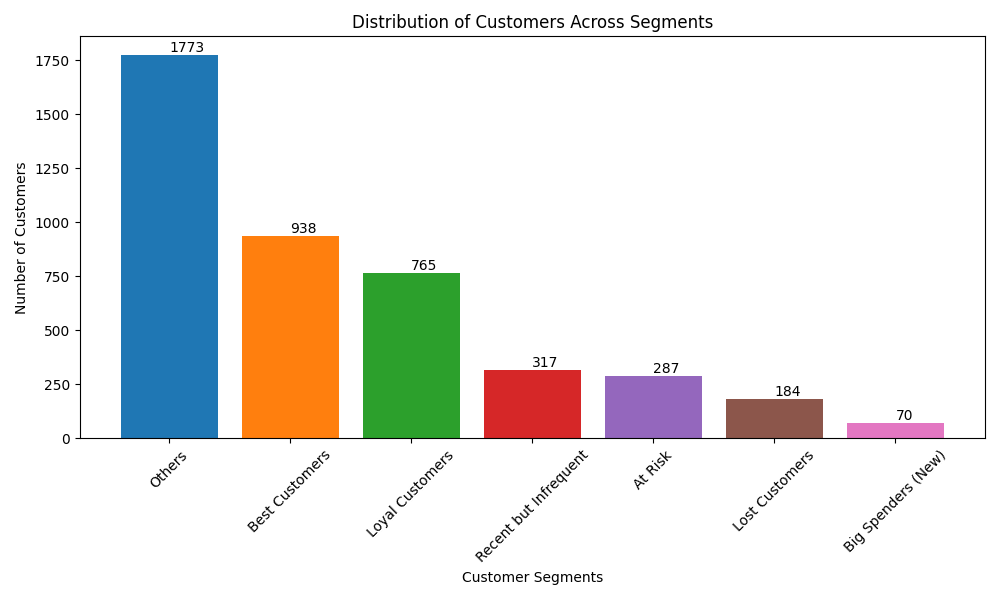 Distribution of Customers Across Segments
Number of Customers
1750
1500
1250
1000
750
500
250
0
1773
938
765
317
287
184
70
Others
Best Customers
Loyal Customers
Recent but Infrequent
At Risk
Lost Customers
Big Spenders (New)
Customer Segments